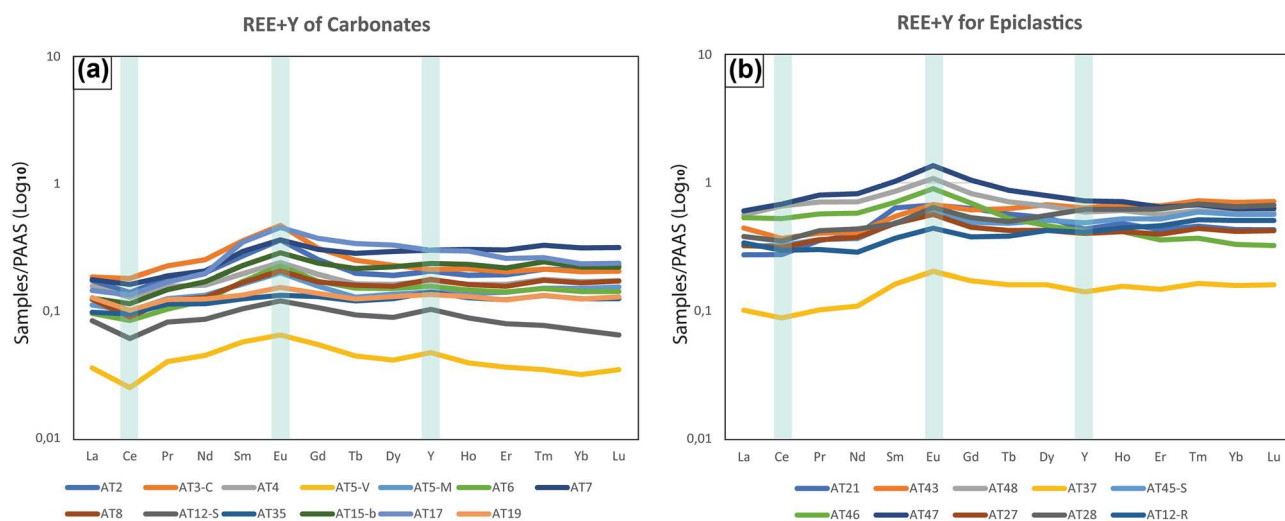 REE+Y of Carbonates
(a)
Samples/PAAS (Log10)
10
1
0,1
0,01
La Ce Pr Nd Sm Eu Gd Tb Dy Y Ho Er Tm Yb Lu
AT2 AT3-C AT4 AT5-V AT5-M AT6 AT7
AT8 AT12-S AT35 AT15-b AT17 AT19
REE+Y for Epiclastics
(b)
Samples/PAAS (Log10)
10
1
0,1
0,01
La Ce Pr Nd Sm Eu Gd Tb Dy Y Ho Er Tm Yb Lu
AT21 AT43 AT48 AT37 AT45-S
AT46 AT47 AT27 AT28 AT12-R